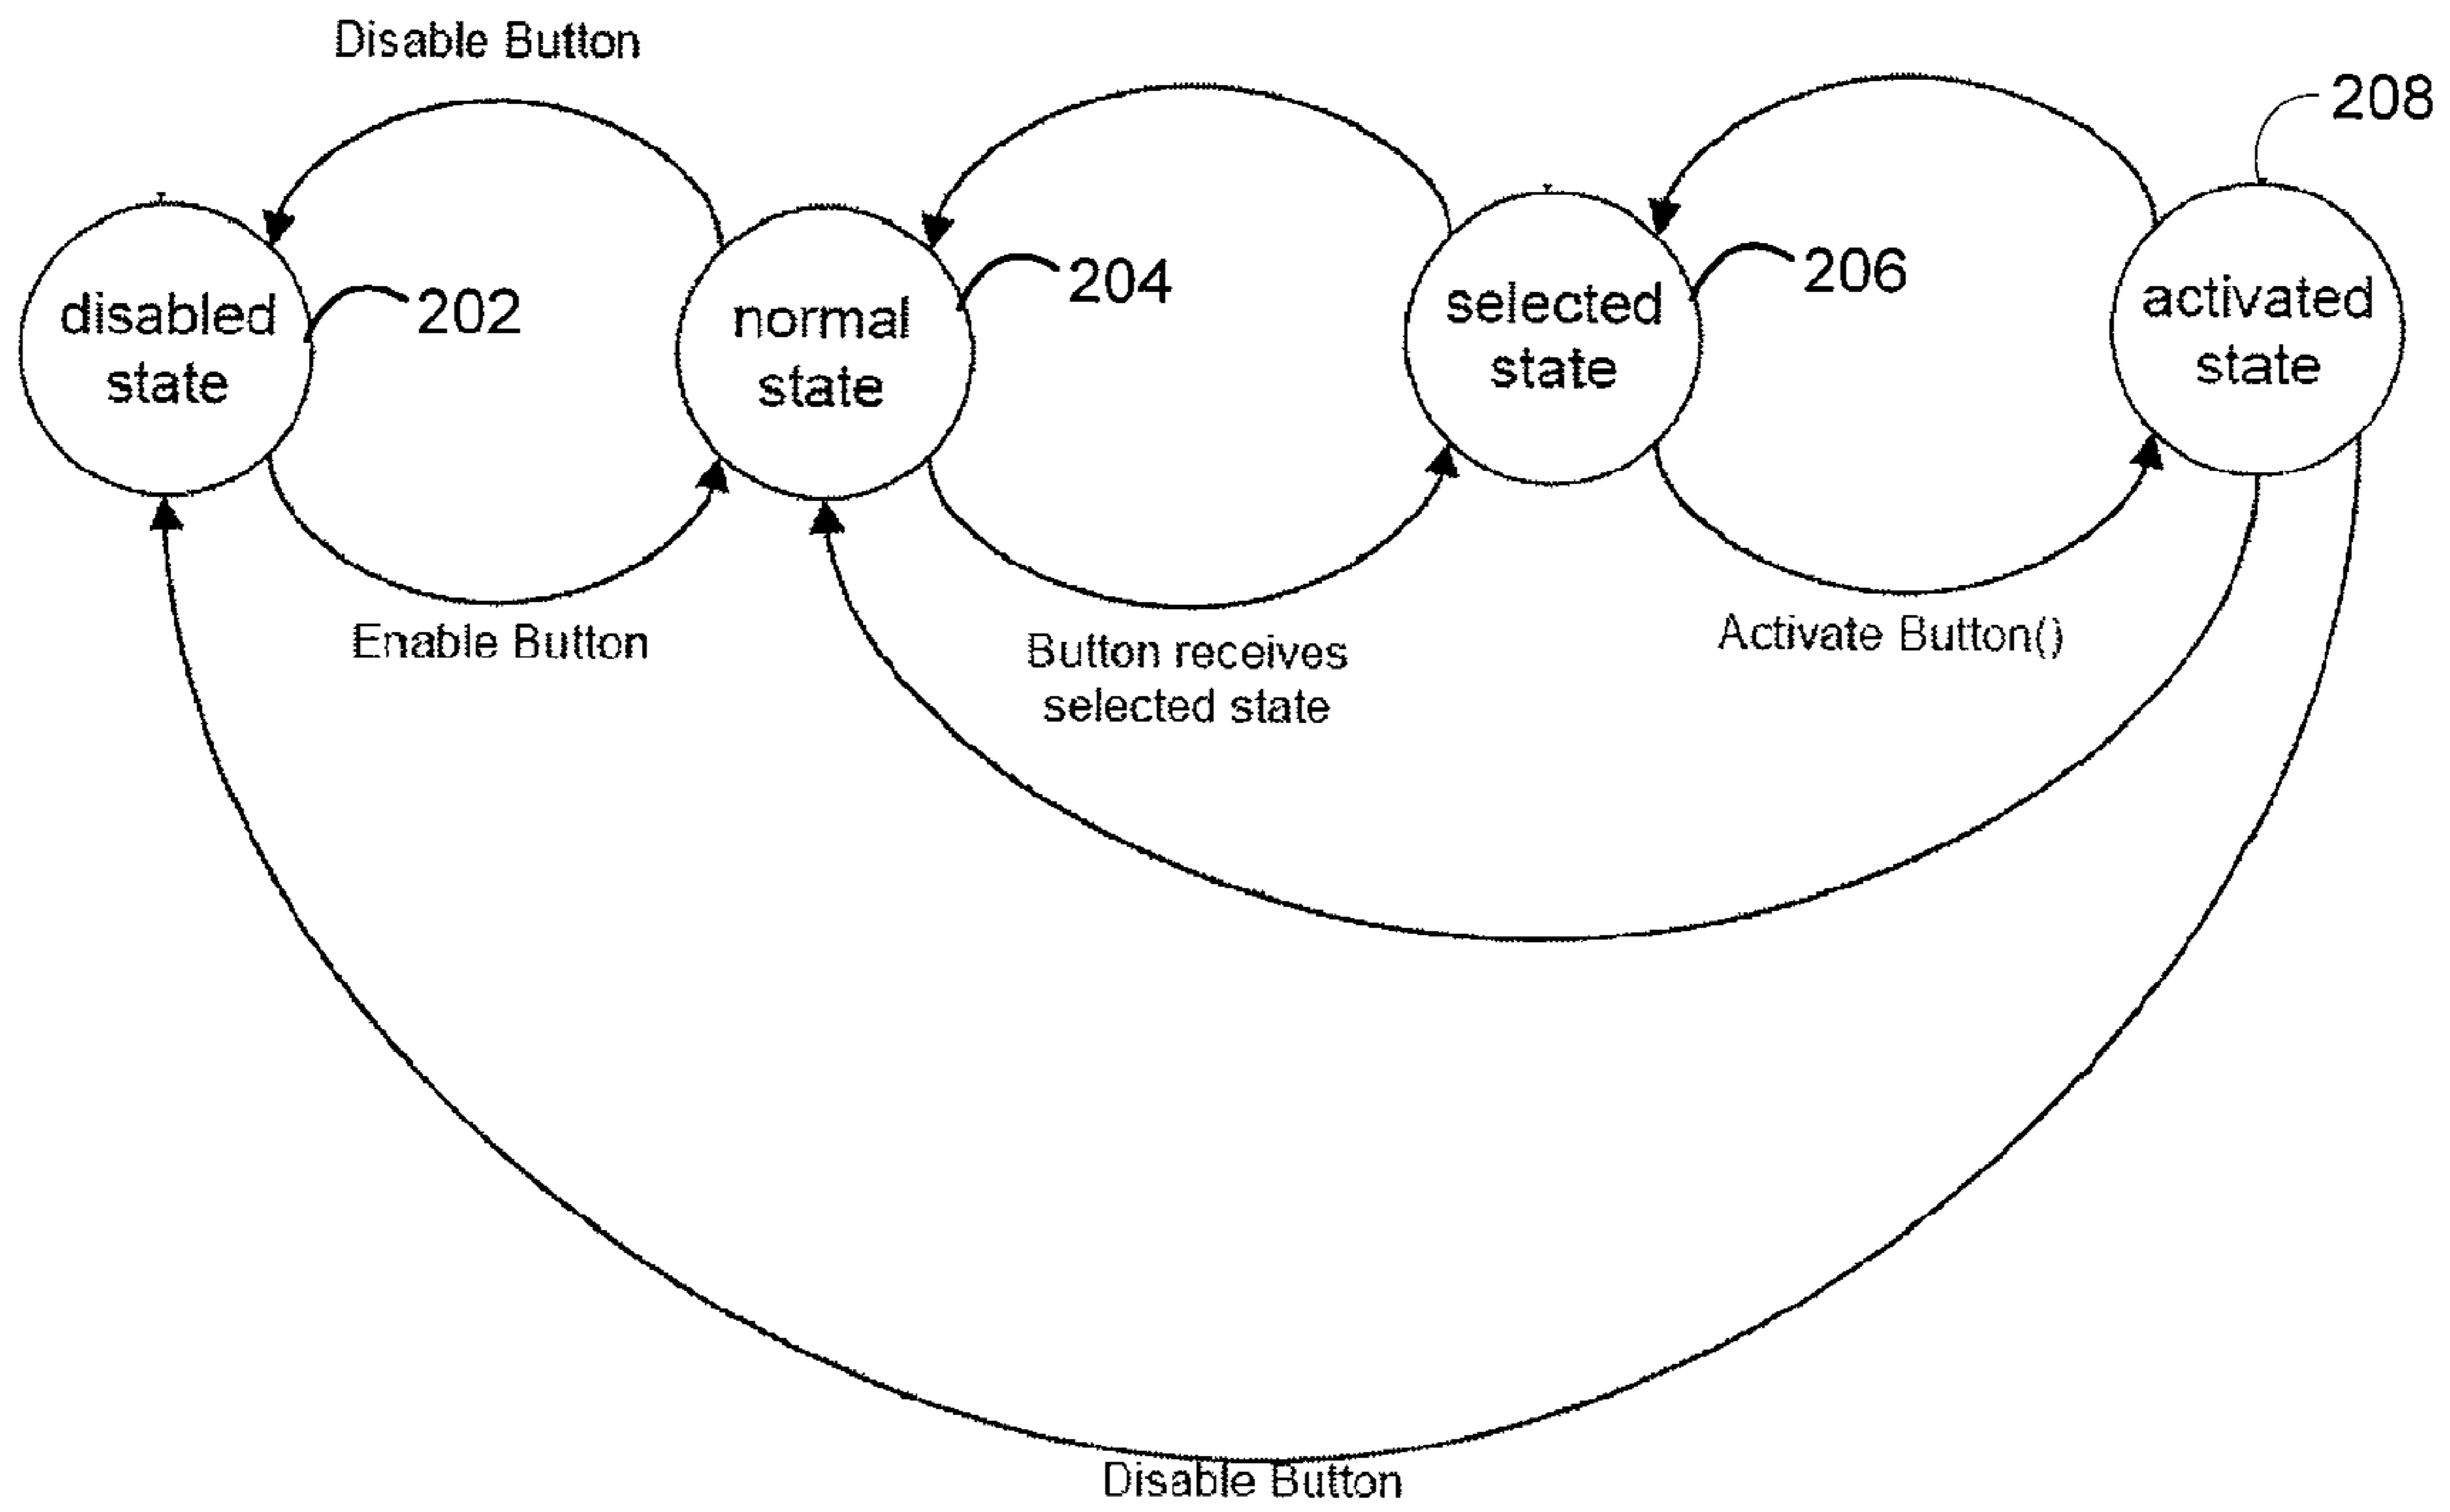 Disable Button
208
disabled
state
202
normal
state
204
selected
state
206
activated
state
Enable Button
Button receives
selected state
Activate Button()
Disable Button